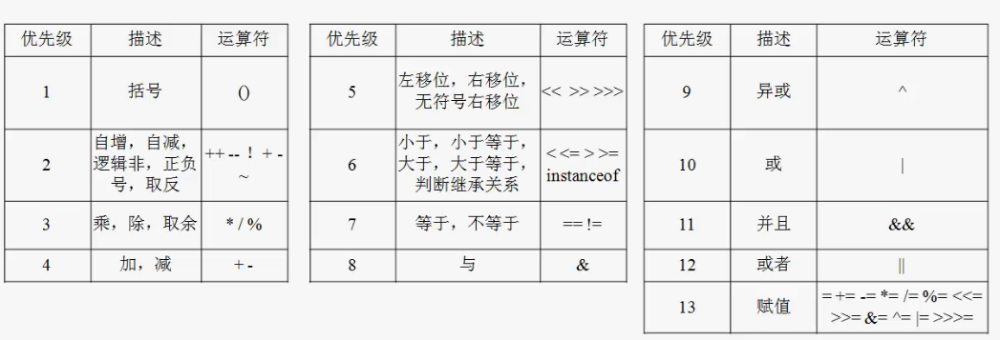 优先级 描述 运算符
1 括号 ()
2 自增，自减，逻辑非，正负号，取反 ++ -- ! + - ~
3 乘，除，取余 * / %
4 加，减 + -
优先级 描述 运算符
5 左移位，右移位，无符号右移位 << >> >>>
6 小于，小于等于，大于，大于等于，判断继承关系 < <= > >= instanceof
7 等于，不等于 == !=
8 与 &
优先级 描述 运算符
9 异或 ^
10 或 |
11 并且 &&
12 或者 ||
13 赋值 = += -= *= /= %= <<= >>= &= ^= |= >>>=